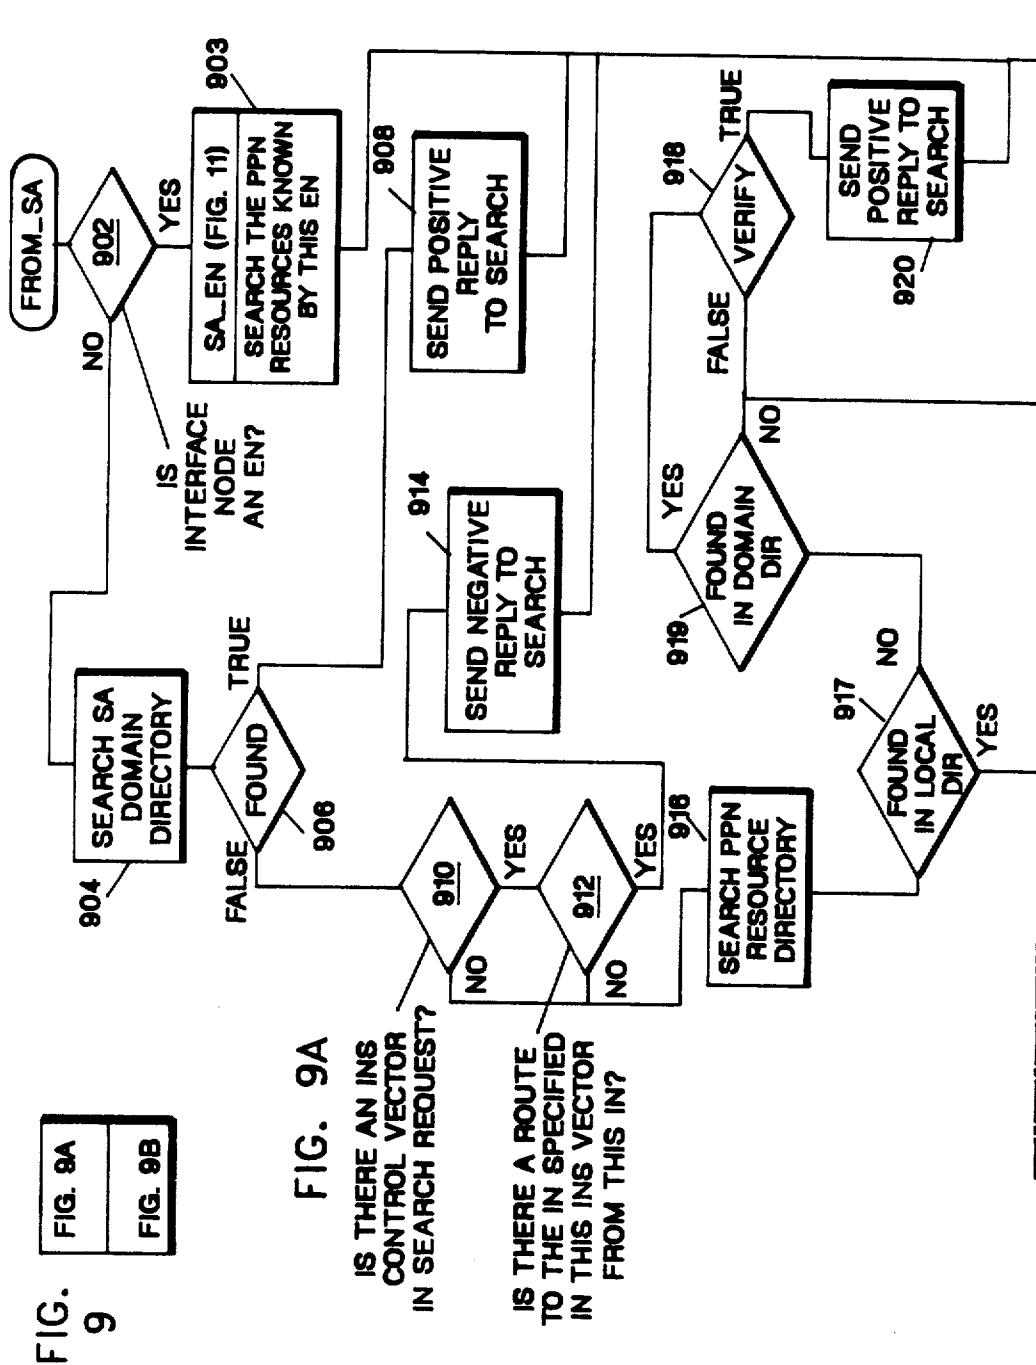 FIG.
9
FIG. 9A
FIG. 9B
FIG. 9A
FROM_SA
902
YES
NO
IS
INTERFACE
NODE
AN EN?
903
SA_EN (FIG. 11)
SEARCH THE PPN
RESOURCES KNOWN
BY THIS EN
904
SEARCH SA
DOMAIN
DIRECTORY
FOUND
906
TRUE
FALSE
908
SEND POSITIVE
REPLY
TO SEARCH
910
YES
NO
IS THERE AN INS
CONTROL VECTOR
IN SEARCH REQUEST?
912
YES
NO
IS THERE A ROUTE
TO THE IN SPECIFIED
IN THIS INS VECTOR
FROM THIS IN?
914
SEND NEGATIVE
REPLY TO
SEARCH
916
SEARCH PPN
RESOURCE
DIRECTORY
917
FOUND
IN LOCAL
DIR
NO
YES
919
FOUND
IN DOMAIN
DIR
YES
NO
918
VERIFY
TRUE
FALSE
SEND
POSITIVE
REPLY TO
SEARCH
920